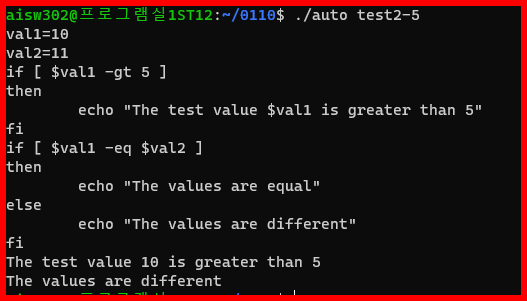 aisw302@프로그램실1ST12:~/0110$ ./auto test2-5
val1=10
val2=11
if [ $val1 -gt 5 ]
then
        echo "The test value $val1 is greater than 5"
fi
if [ $val1 -eq $val2 ]
then
        echo "The values are equal"
else
        echo "The values are different"
fi
The test value 10 is greater than 5
The values are different